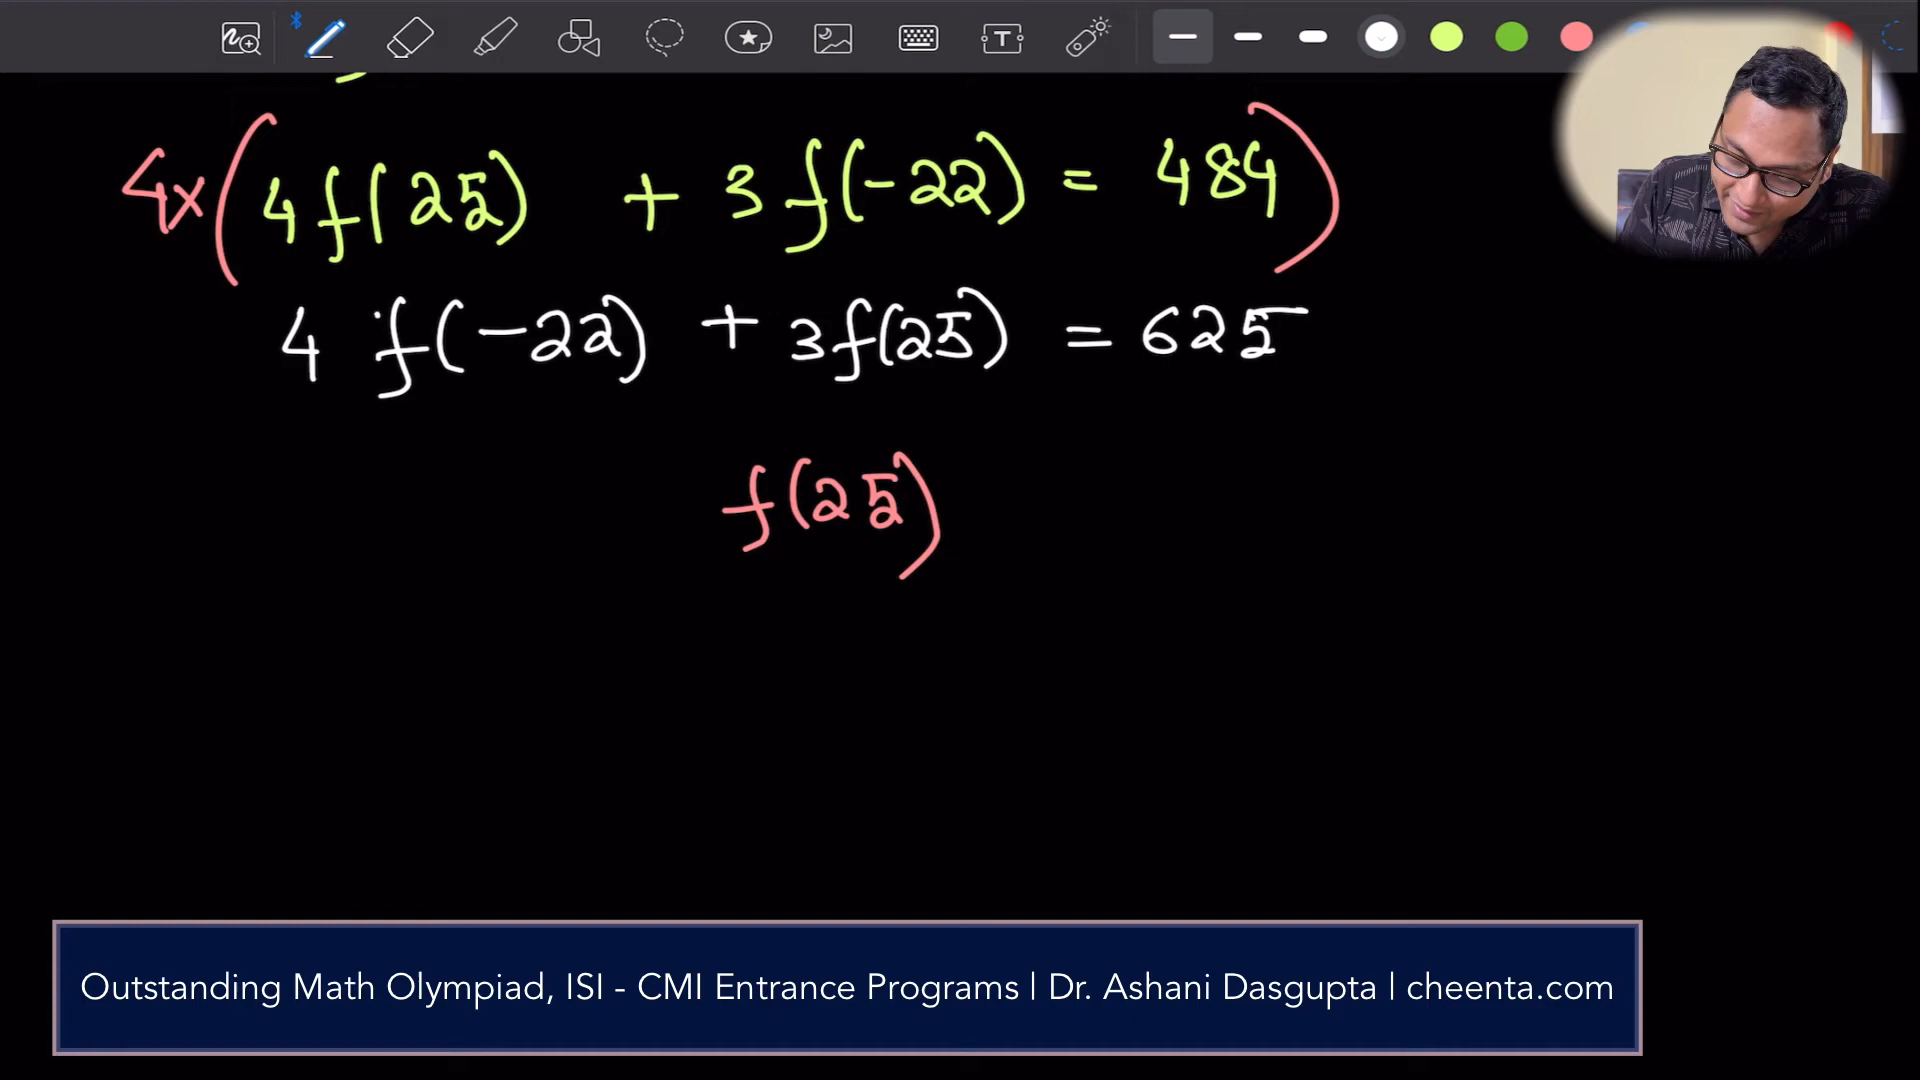 4x(4f(25) + 3f(-22) = 484)
4 f(-22) + 3f(25) = 625
f(25)
Outstanding Math Olympiad, ISI - CMI Entrance Programs | Dr. Ashani Dasgupta | cheenta.com